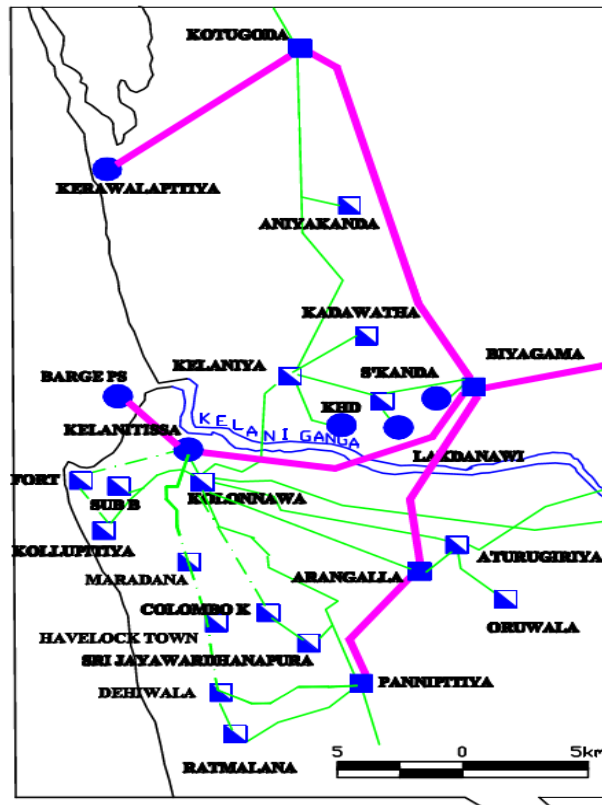 KOTUGODA
KERAWALAPITIYA
ANIYAKANDA
KADAWATHA
BIYAGAMA
KELANIYA
S'KANDA
BARGE PS
KHD
KELANI GANGA
KELANITISSA
LAKDANAWI
FORT
SUB B
KOLONNAWA
KOLLUPITIYA
ATURUGIRIYA
MARADANA
ARANGALLA
COLOMBO K
ORUWALA
HAVELOCK TOWN
SRI JAYAWARDHANAPURA
DEHIWALA
PANNIPITIYA
RATMALANA
5 0 5km